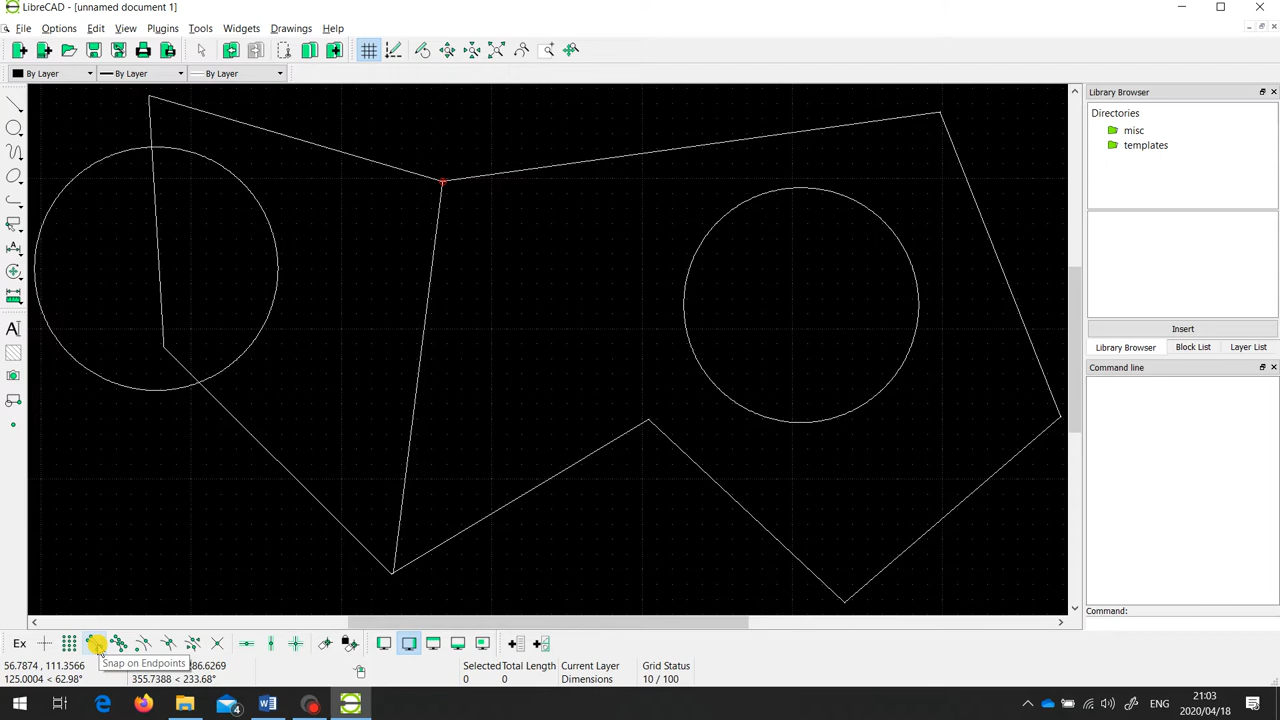 LibreCAD - [unnamed document 1]
File Options Edit View Plugins Tools Widgets Drawings Help
By Layer By Layer By Layer
Library Browser
Directories
misc
templates
Insert
Library Browser Block List Layer List
Command line
Command:
Ex
Snap on Endpoints
56.7874 , 111.3566
125.0004 < 62.98°
86.6269
355.7388 < 233.68°
Selected Total Length
0 0
Current Layer
Dimensions
Grid Status
10 / 100
4
ENG
21:03
2020/04/18